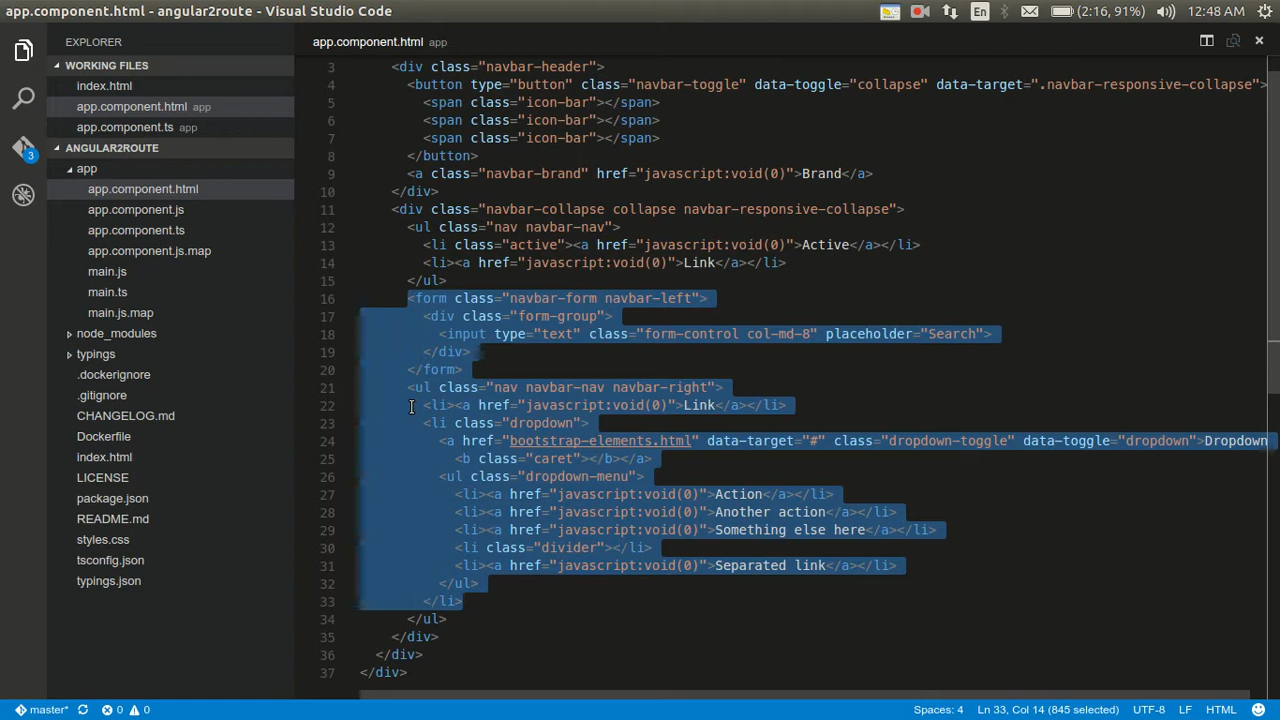 app.component.html - angular2route - Visual Studio Code
En
(2:16, 91%)
12:48 AM
EXPLORER
WORKING FILES
index.html
app.component.html app
app.component.ts app
ANGULAR2ROUTE
app
app.component.html
app.component.js
app.component.ts
app.component.js.map
main.js
main.ts
main.js.map
node_modules
typings
.dockerignore
.gitignore
CHANGELOG.md
Dockerfile
index.html
LICENSE
package.json
README.md
styles.css
tsconfig.json
typings.json
3
app.component.html app
3 <div class="navbar-header">
4 <button type="button" class="navbar-toggle" data-toggle="collapse" data-target=".navbar-responsive-collapse">
5 <span class="icon-bar"></span>
6 <span class="icon-bar"></span>
7 <span class="icon-bar"></span>
8 </button>
9 <a class="navbar-brand" href="javascript:void(0)">Brand</a>
10 </div>
11 <div class="navbar-collapse collapse navbar-responsive-collapse">
12 <ul class="nav navbar-nav">
13 <li class="active"><a href="javascript:void(0)">Active</a></li>
14 <li><a href="javascript:void(0)">Link</a></li>
15 </ul>
16 <form class="navbar-form navbar-left">
17 <div class="form-group">
18 <input type="text" class="form-control col-md-8" placeholder="Search">
19 </div>
20 </form>
21 <ul class="nav navbar-nav navbar-right">
22 <li><a href="javascript:void(0)">Link</a></li>
23 <li class="dropdown">
24 <a href="bootstrap-elements.html" data-target="#" class="dropdown-toggle" data-toggle="dropdown">Dropdown
25 <b class="caret"></b></a>
26 <ul class="dropdown-menu">
27 <li><a href="javascript:void(0)">Action</a></li>
28 <li><a href="javascript:void(0)">Another action</a></li>
29 <li><a href="javascript:void(0)">Something else here</a></li>
30 <li class="divider"></li>
31 <li><a href="javascript:void(0)">Separated link</a></li>
32 </ul>
33 </li>
34 </ul>
35 </div>
36 </div>
37 </div>
master* 0 0
Spaces: 4 Ln 33, Col 14 (845 selected) UTF-8 LF HTML